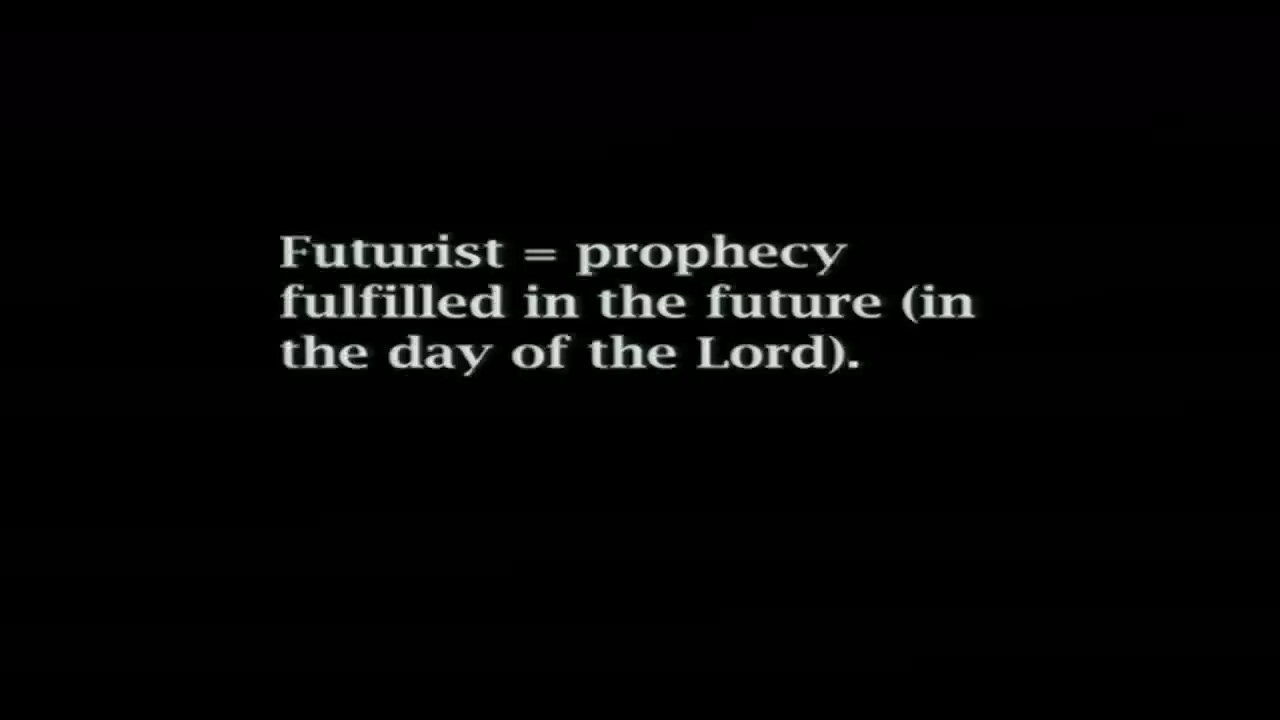 Futurist = prophecy
fulfilled in the future (in
the day of the Lord).